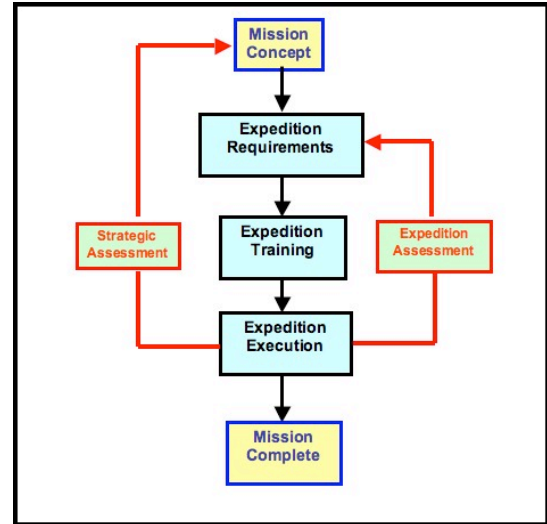 Mission
Concept
Expedition
Requirements
Strategic
Assessment
Expedition
Training
Expedition
Assessment
Expedition
Execution
Mission
Complete